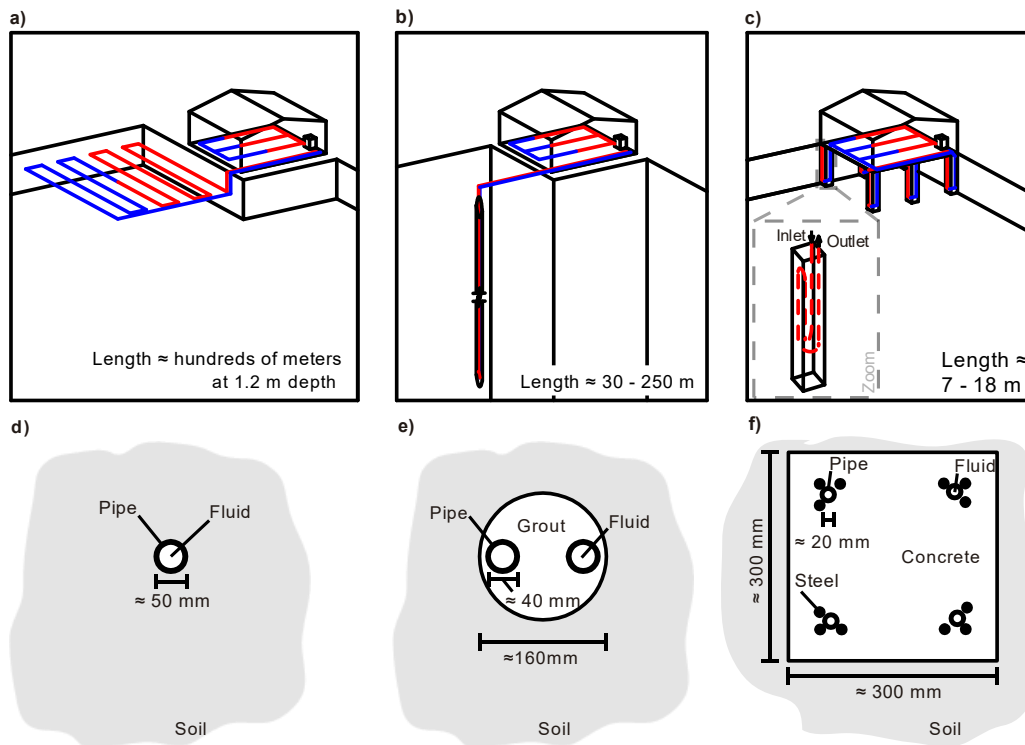 a)
Length ≈ hundreds of meters
at 1.2 m depth
b)
Length ≈ 30 - 250 m
c)
Inlet
Outlet
Zoom
Length ≈
7 - 18 m
d)
Pipe
Fluid
≈ 50 mm
Soil
e)
Pipe
Grout
Fluid
≈ 40 mm
≈160mm
Soil
f)
Pipe
Fluid
≈ 20 mm
Concrete
Steel
≈ 300 mm
≈ 300 mm
Soil